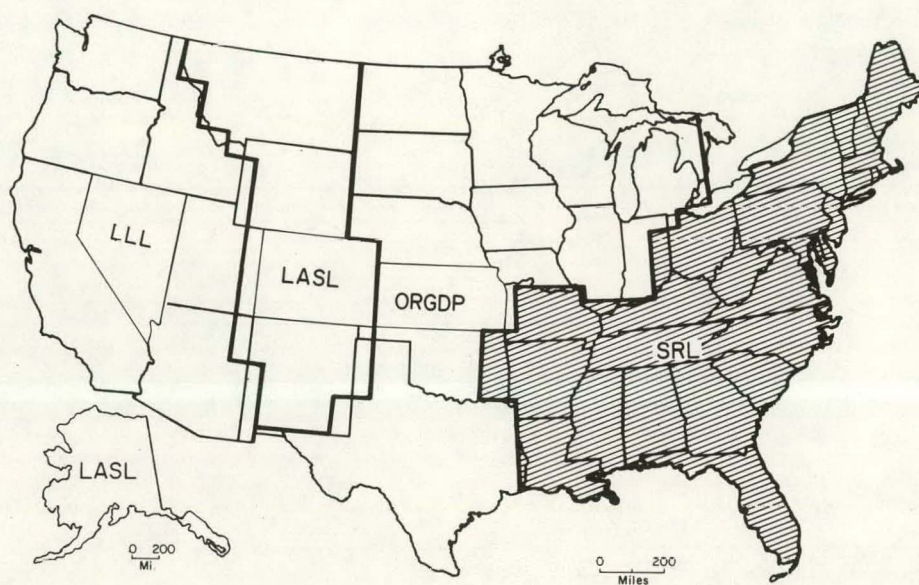 LLL
LASL
ORGDP
SRL
LASL
0 200
Mi.
0 200
Miles